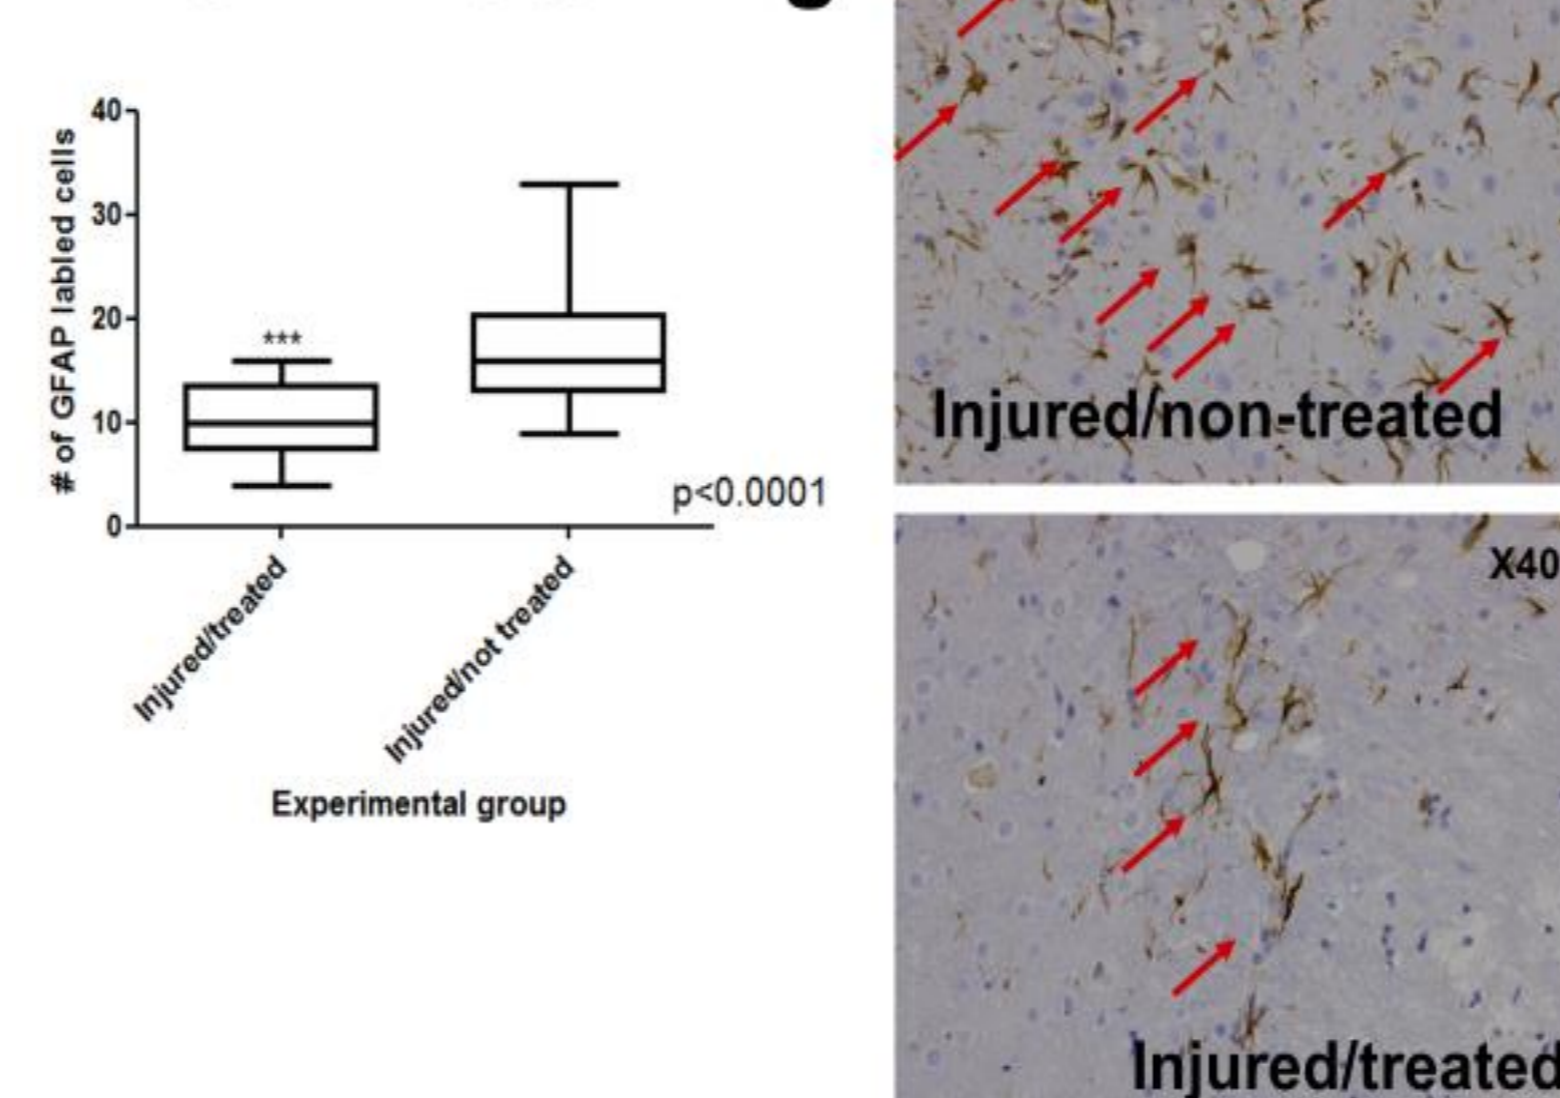 # of GFAP labled cells
40
30
20
10
0
***
p<0.0001
Injured/treated
Injured/not treated
Experimental group
Injured/non-treated
X40
Injured/treated